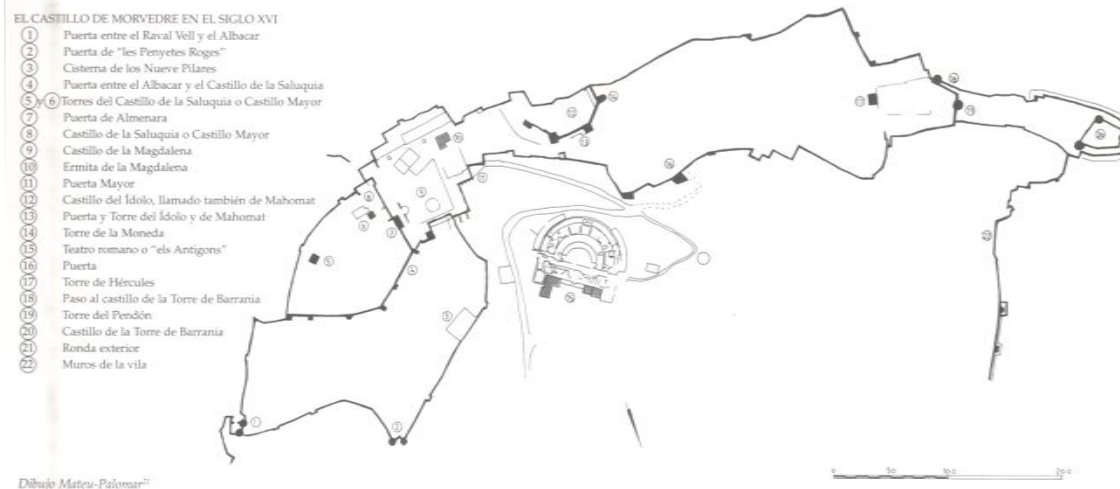 EL CASTILLO DE MORVEDRE EN EL SIGLO XVI
1 Puerta entre el Raval Vell y el Albacar
2 Puerta de "les Penyetes Roges"
3 Cisterna de los Nueve Pilares
4 Puerta entre el Albacar y el Castillo de la Saluquia
5 y 6 Torres del Castillo de la Saluquia o Castillo Mayor
7 Puerta de Almenara
8 Castillo de la Saluquia o Castillo Mayor
9 Castillo de la Magdalena
10 Ermita de la Magdalena
11 Puerta Mayor
12 Castillo del Ídolo, llamado también de Mahomat
13 Puerta y Torre del Ídolo y de Mahomat
14 Torre de la Moneda
15 Teatro romano o "els Antigons"
16 Puerta
17 Torre de Hércules
18 Paso al castillo de la Torre de Barrania
19 Torre del Pendón
20 Castillo de la Torre de Barrania
21 Ronda exterior
22 Muros de la vila
Dibujo Mateu-Palomar